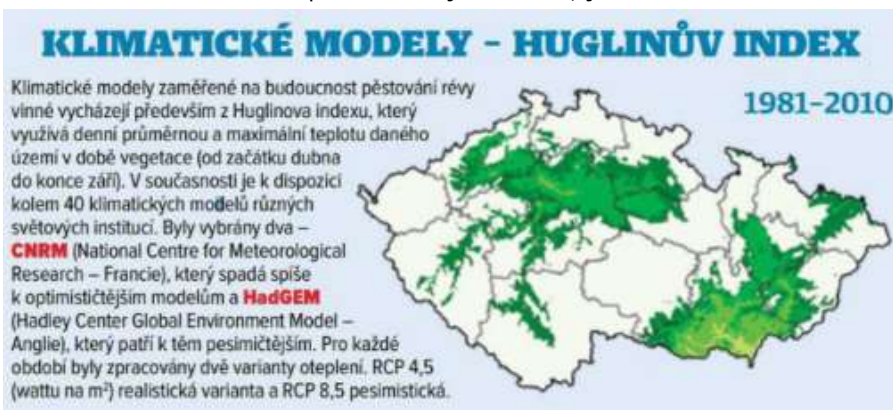 KLIMATICKÉ MODELY – HUGLINŮV INDEX
Klimatické modely zaměřené na budoucnost pěstování révy
vinné vycházejí především z Huglinova indexu, který
využívá denní průměrnou a maximální teplotu daného
území v době vegetace (od začátku dubna
do konce září). V současnosti je k dispozici
kolem 40 klimatických modelů různých
světových institucí. Byly vybrány dva –
CNRM (National Centre for Meteorological
Research – Francie), který spadá spíše
k optimističtějším modelům a HadGEM
(Hadley Center Global Environment Model –
Anglie), který patří k těm pesimičtějším. Pro každé
období byly zpracovány dvě varianty oteplení. RCP 4,5
(wattu na m²) realistická varianta a RCP 8,5 pesimistická.
1981–2010